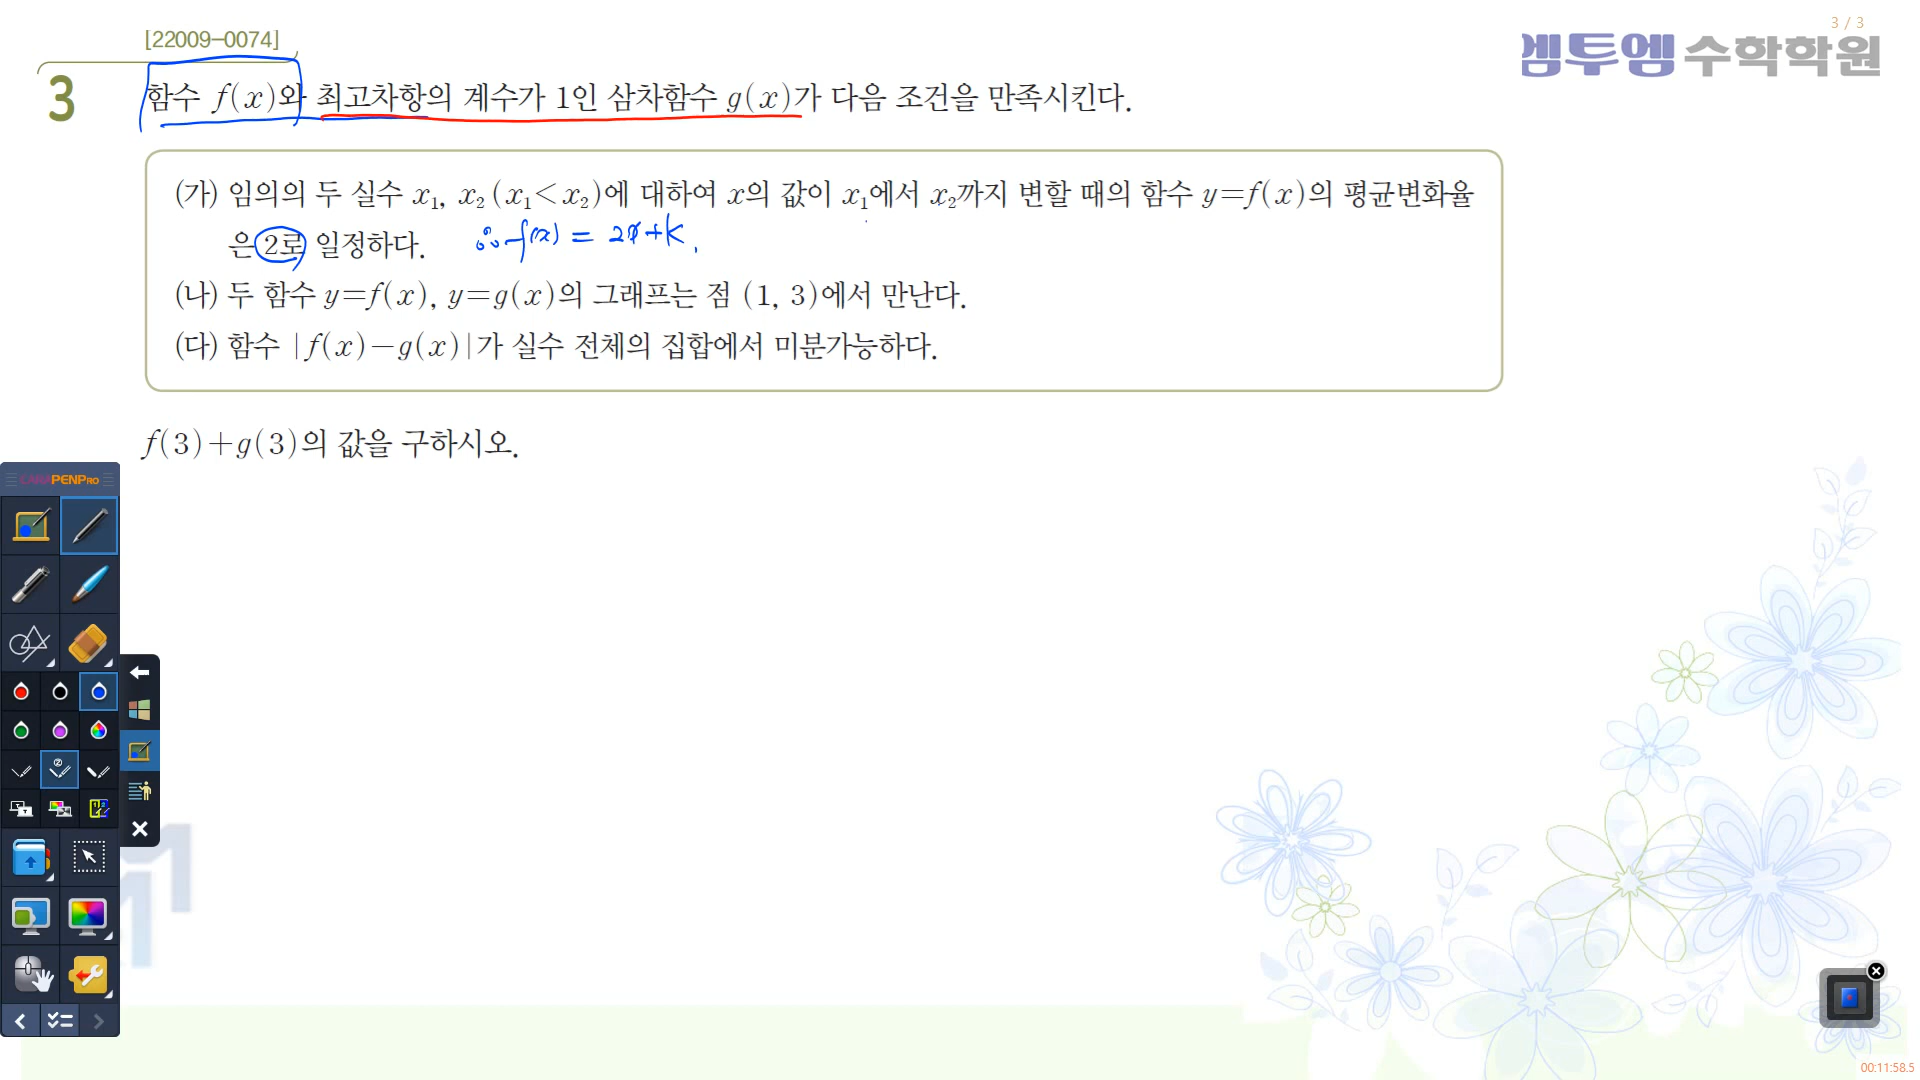 3 / 3
[22009-0074]
겜투엠 수학학원
3
함수 f(x)와 최고차항의 계수가 1인 삼차함수 g(x)가 다음 조건을 만족시킨다.
(가) 임의의 두 실수 x₁, x₂ (x₁<x₂)에 대하여 x의 값이 x₁에서 x₂까지 변할 때의 함수 y=f(x)의 평균변화율
은 2로 일정하다. ∴ f(x) = 2x+k.
(나) 두 함수 y=f(x), y=g(x)의 그래프는 점 (1, 3)에서 만난다.
(다) 함수 |f(x)-g(x)|가 실수 전체의 집합에서 미분가능하다.
f(3)+g(3)의 값을 구하시오.
00:11:58.5